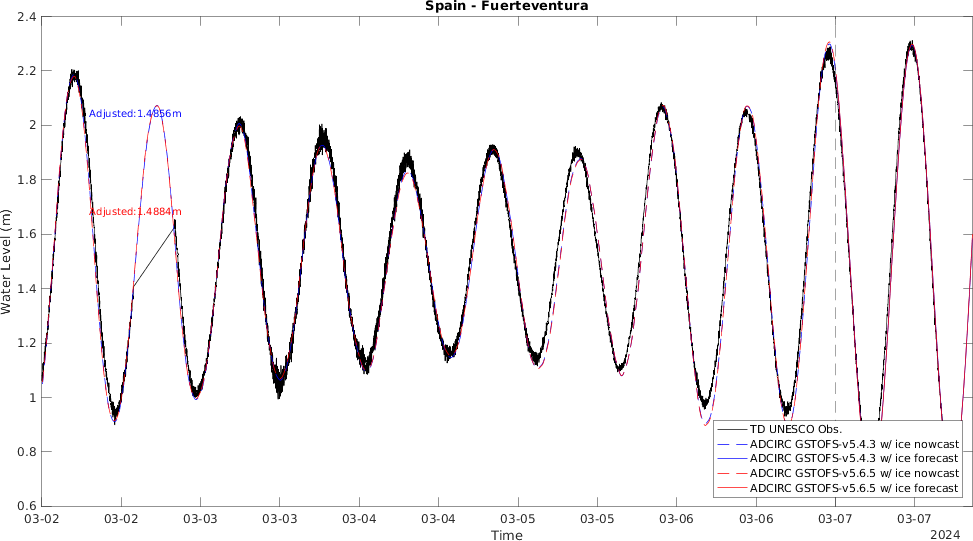 Spain - Fuerteventura
2.4
2.2
2
1.8
1.6
1.4
1.2
1
0.8
0.6
Water Level (m)
Adjusted:1.4856m
Adjusted:1.4884m
TD UNESCO Obs.
ADCIRC GSTOFS-v5.4.3 w/ ice nowcast
ADCIRC GSTOFS-v5.4.3 w/ ice forecast
ADCIRC GSTOFS-v5.6.5 w/ ice nowcast
ADCIRC GSTOFS-v5.6.5 w/ ice forecast
03-02 03-02 03-03 03-03 03-04 03-04 03-05 03-05 03-06 03-06 03-07 03-07
Time
2024